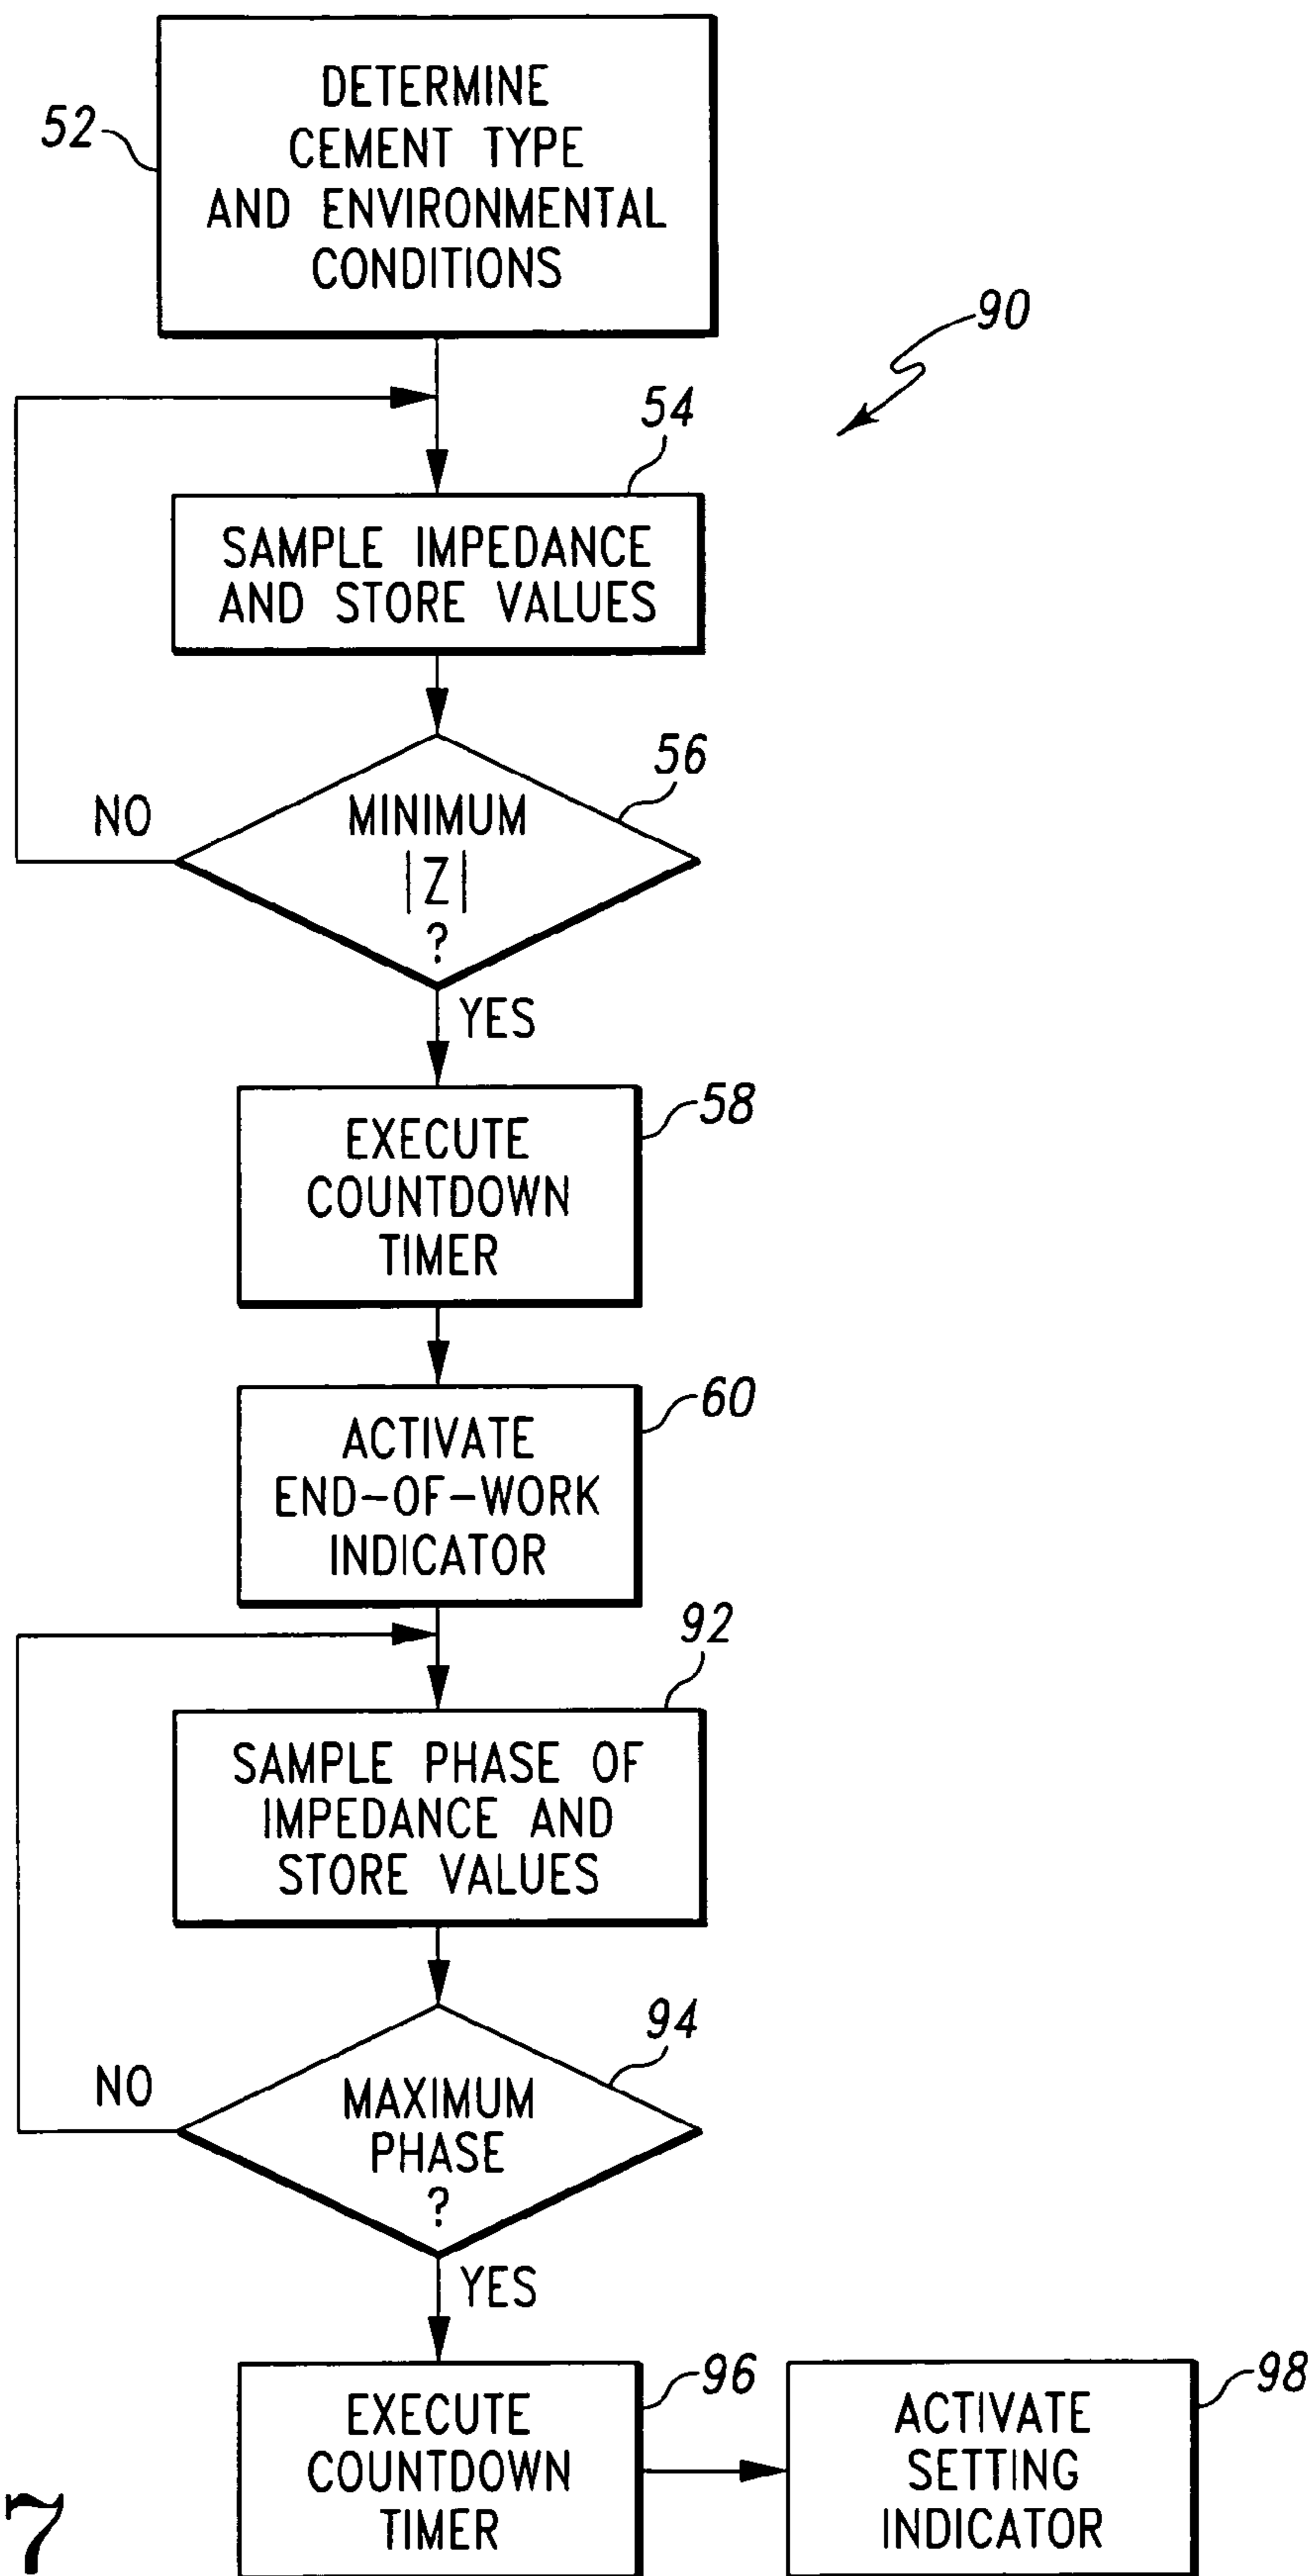 52
DETERMINE
CEMENT TYPE
AND ENVIRONMENTAL
CONDITIONS
90
54
SAMPLE IMPEDANCE
AND STORE VALUES
56
NO
MINIMUM
|Z|
?
YES
58
EXECUTE
COUNTDOWN
TIMER
60
ACTIVATE
END-OF-WORK
INDICATOR
92
SAMPLE PHASE OF
IMPEDANCE AND
STORE VALUES
94
NO
MAXIMUM
PHASE
?
YES
96
EXECUTE
COUNTDOWN
TIMER
98
ACTIVATE
SETTING
INDICATOR
7